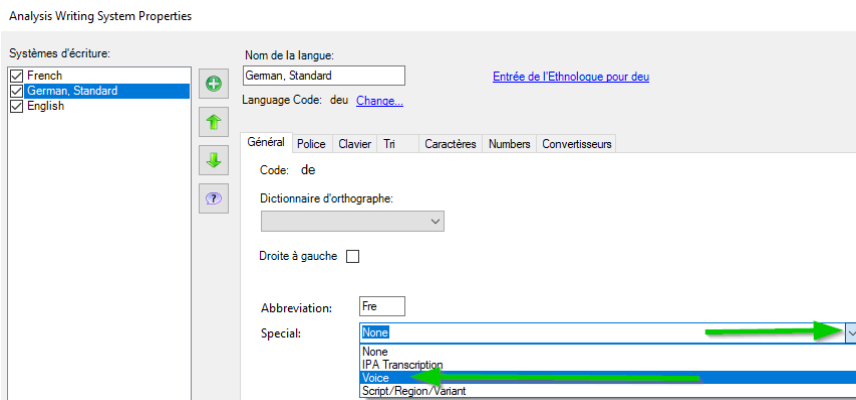 Analysis Writing System Properties
Systèmes d'écriture:
French
German, Standard
English
Nom de la langue:
German, Standard
Entrée de l'Ethnologue pour deu
Language Code: deu Change...
Général Police Clavier Tri Caractères Numbers Convertisseurs
Code: de
Dictionnaire d'orthographe:
Droite à gauche
Abbreviation: Fre
Special: None
None
IPA Transcription
Voice
Script/Region/Variant